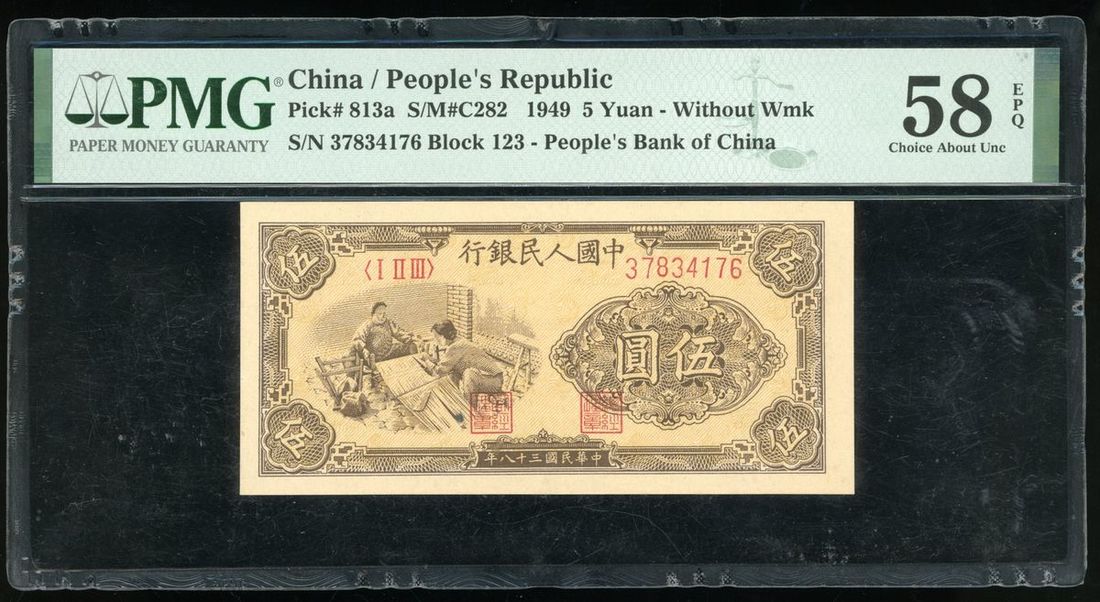 PMG®
PAPER MONEY GUARANTY
China / People's Republic
Pick# 813a S/M#C282 1949 5 Yuan - Without Wmk
S/N 37834176 Block 123 - People's Bank of China
58
EPQ
Choice About Unc
伍
伍
行銀民人國中
〈Ⅰ Ⅱ Ⅲ〉
37834176
圓伍
伍
伍
年八十三國民華中